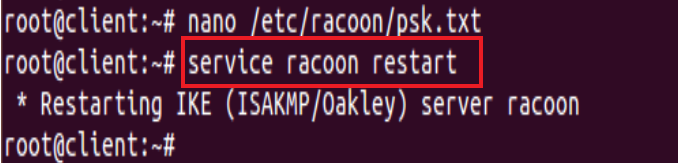 root@client:~# nano /etc/racoon/psk.txt
root@client:~# service racoon restart
 * Restarting IKE (ISAKMP/Oakley) server racoon
root@client:~#